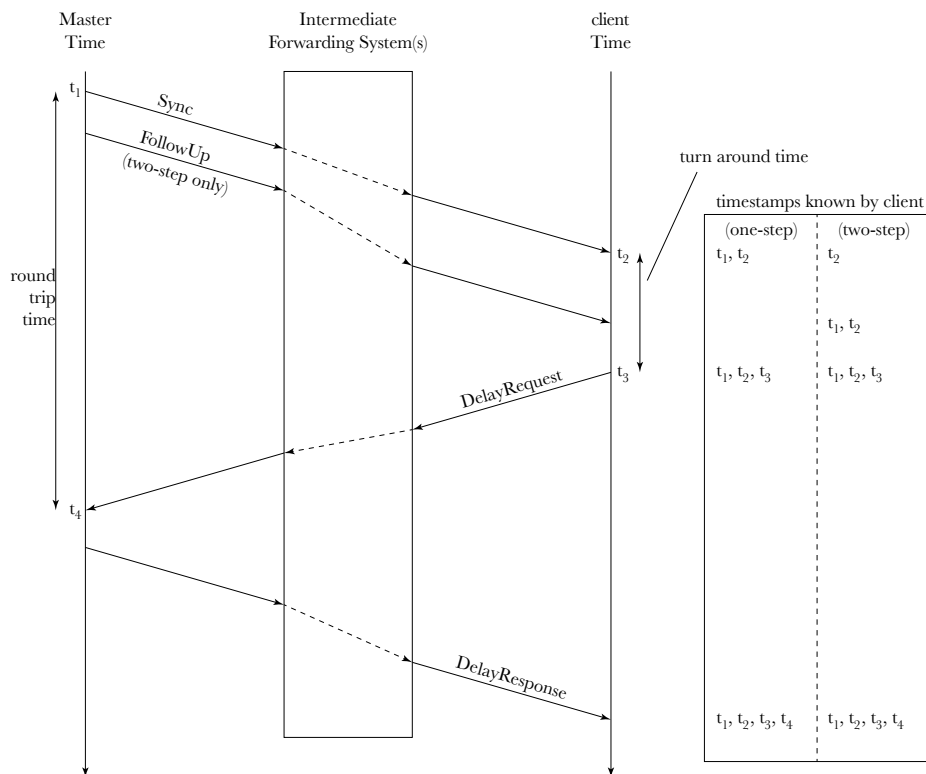 Master
Time
Intermediate
Forwarding System(s)
client
Time
t₁
Sync
FollowUp
(two-step only)
turn around time
timestamps known by client
(one-step) (two-step)
t₂
t₁, t₂ t₂
round
trip
time
t₁, t₂
t₃
t₁, t₂, t₃ t₁, t₂, t₃
DelayRequest
t₄
DelayResponse
t₁, t₂, t₃, t₄ t₁, t₂, t₃, t₄